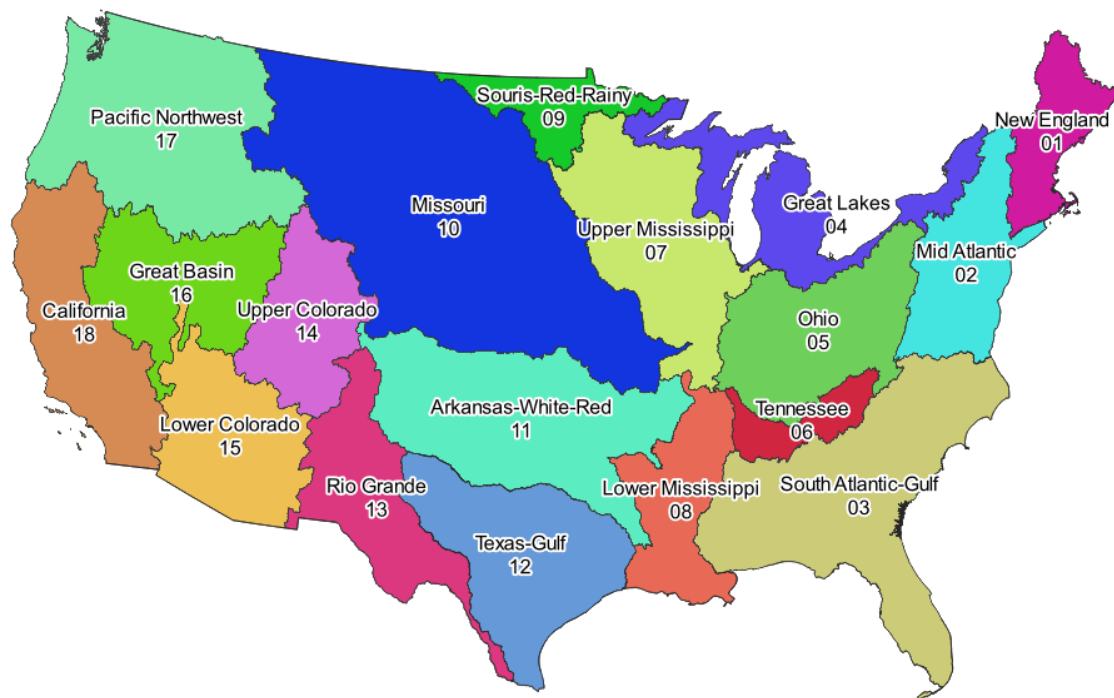 Souris-Red-Rainy
09
New England
01
Pacific Northwest
17
Missouri
10
Great Lakes
04
Upper Mississippi
07
Mid Atlantic
02
Great Basin
16
California
18
Upper Colorado
14
Ohio
05
Arkansas-White-Red
11
Tennessee
06
Lower Colorado
15
Rio Grande
13
Lower Mississippi
08
South Atlantic-Gulf
03
Texas-Gulf
12